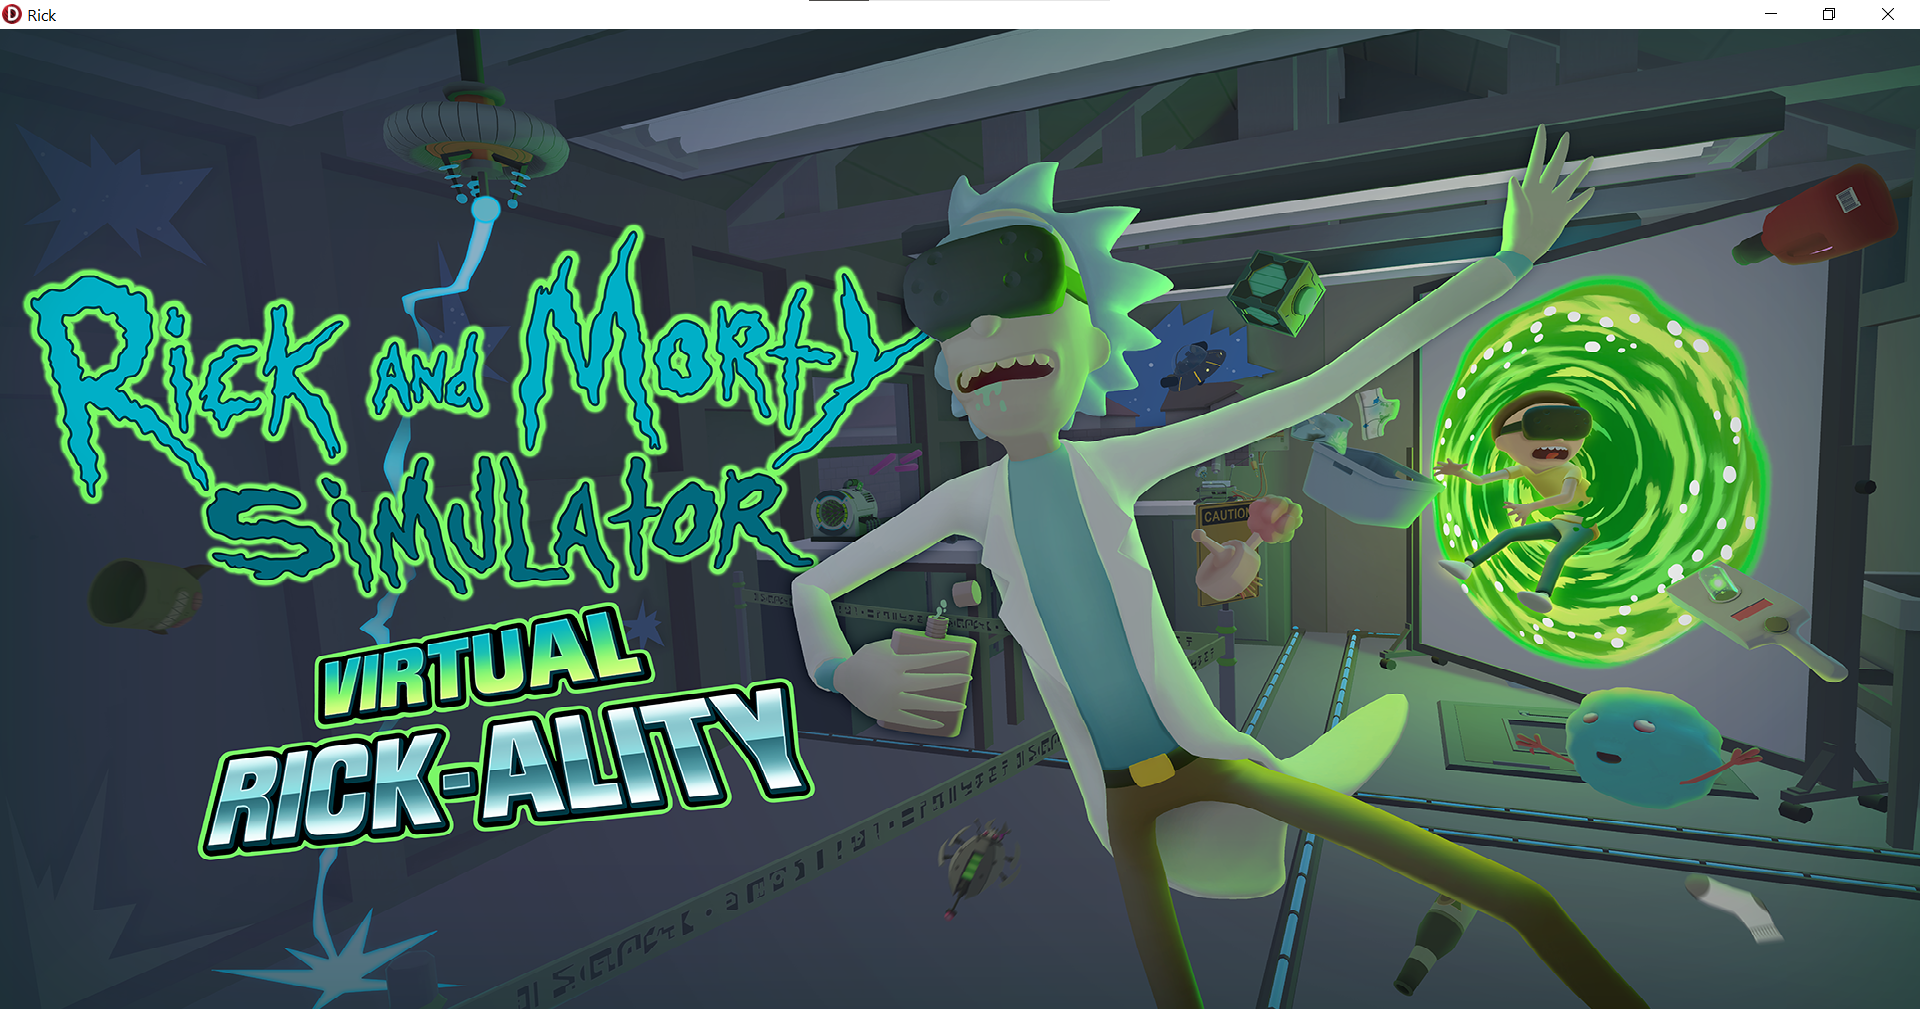 Rick
RICK AND MORTY
SIMULATOR
VIRTUAL
RICK-ALITY
CAUTION